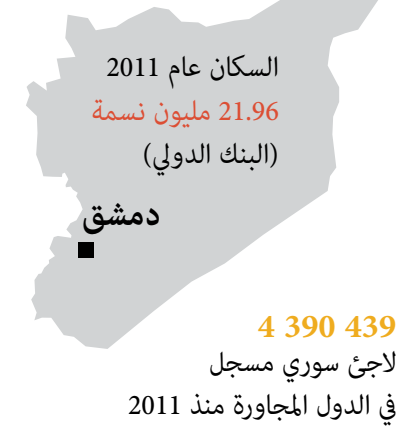 السكان عام 2011
21.96 مليون نسمة
(البنك الدولي)
دمشق
4 390 439
لاجئ سوري مسجل
في الدول المجاورة منذ 2011